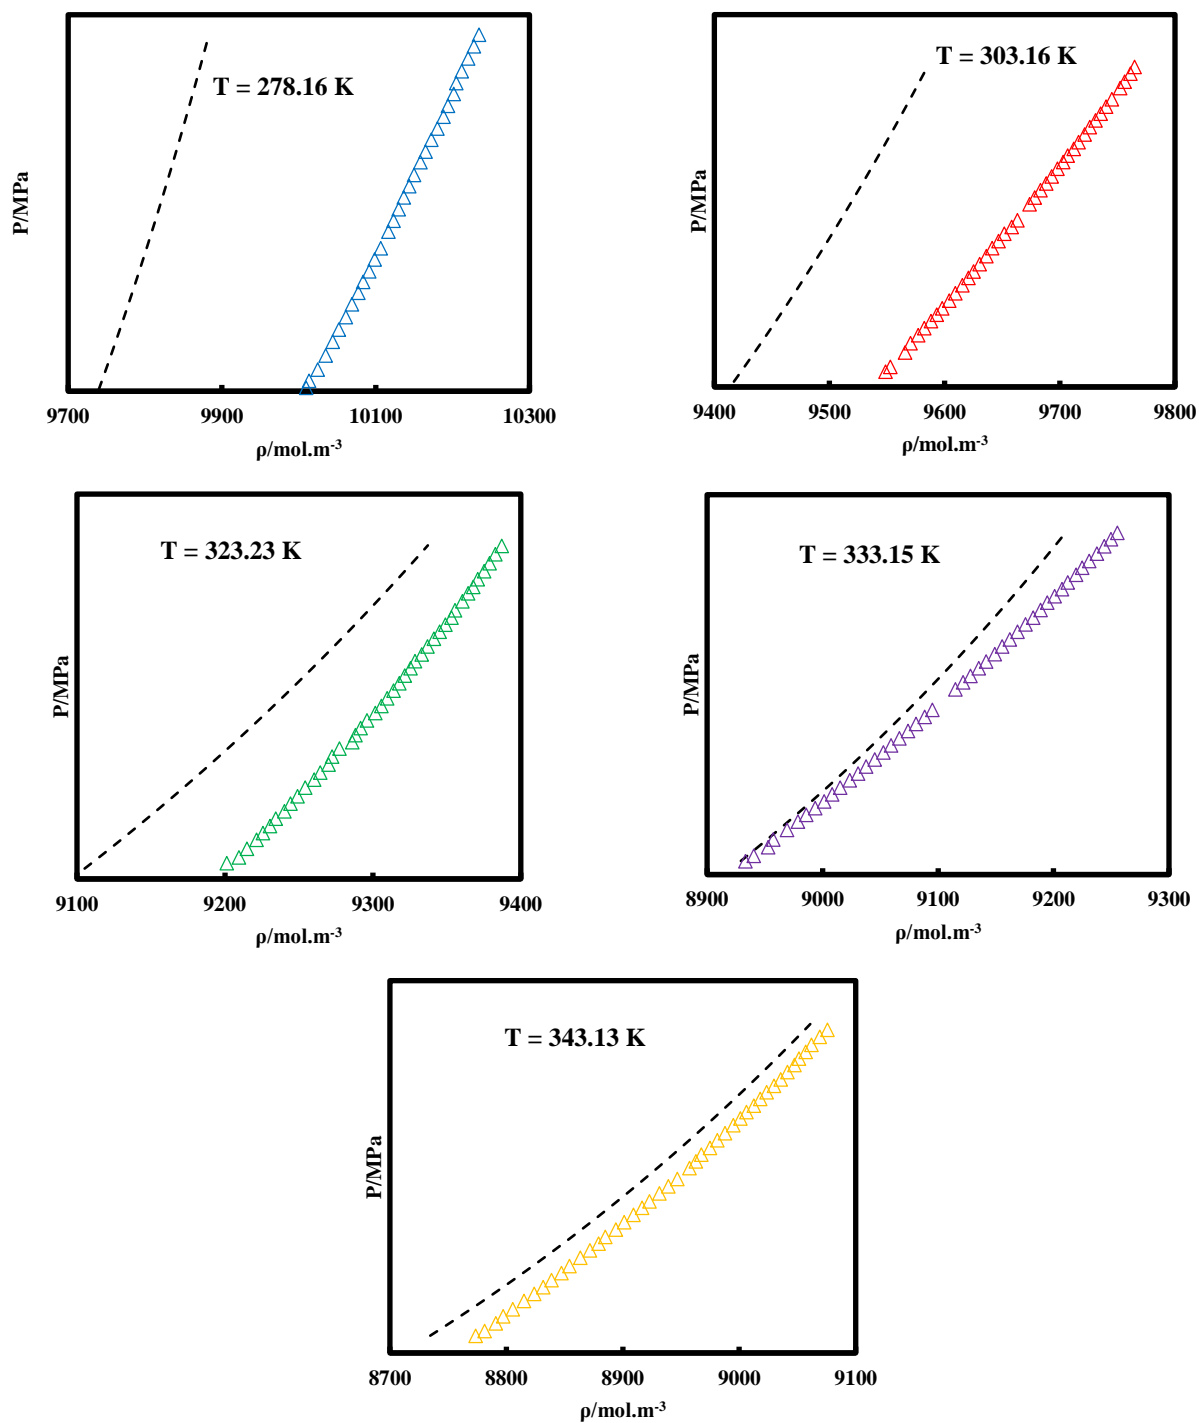 T = 278.16 K
P/MPa
9700 9900 10100 10300
ρ/mol.m⁻³
T = 303.16 K
P/MPa
9400 9500 9600 9700 9800
ρ/mol.m⁻³
T = 323.23 K
P/MPa
9100 9200 9300 9400
ρ/mol.m⁻³
T = 333.15 K
P/MPa
8900 9000 9100 9200 9300
ρ/mol.m⁻³
T = 343.13 K
P/MPa
8700 8800 8900 9000 9100
ρ/mol.m⁻³